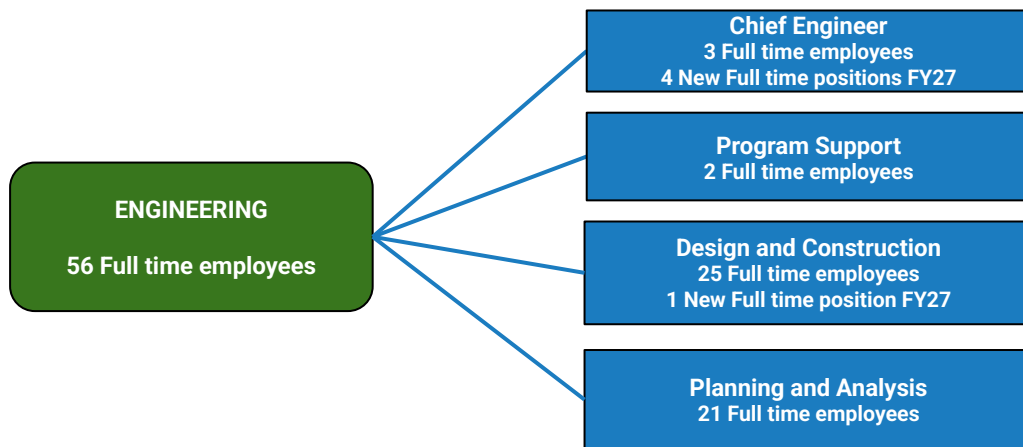 ENGINEERING
56 Full time employees
Chief Engineer
3 Full time employees
4 New Full time positions FY27
Program Support
2 Full time employees
Design and Construction
25 Full time employees
1 New Full time position FY27
Planning and Analysis
21 Full time employees